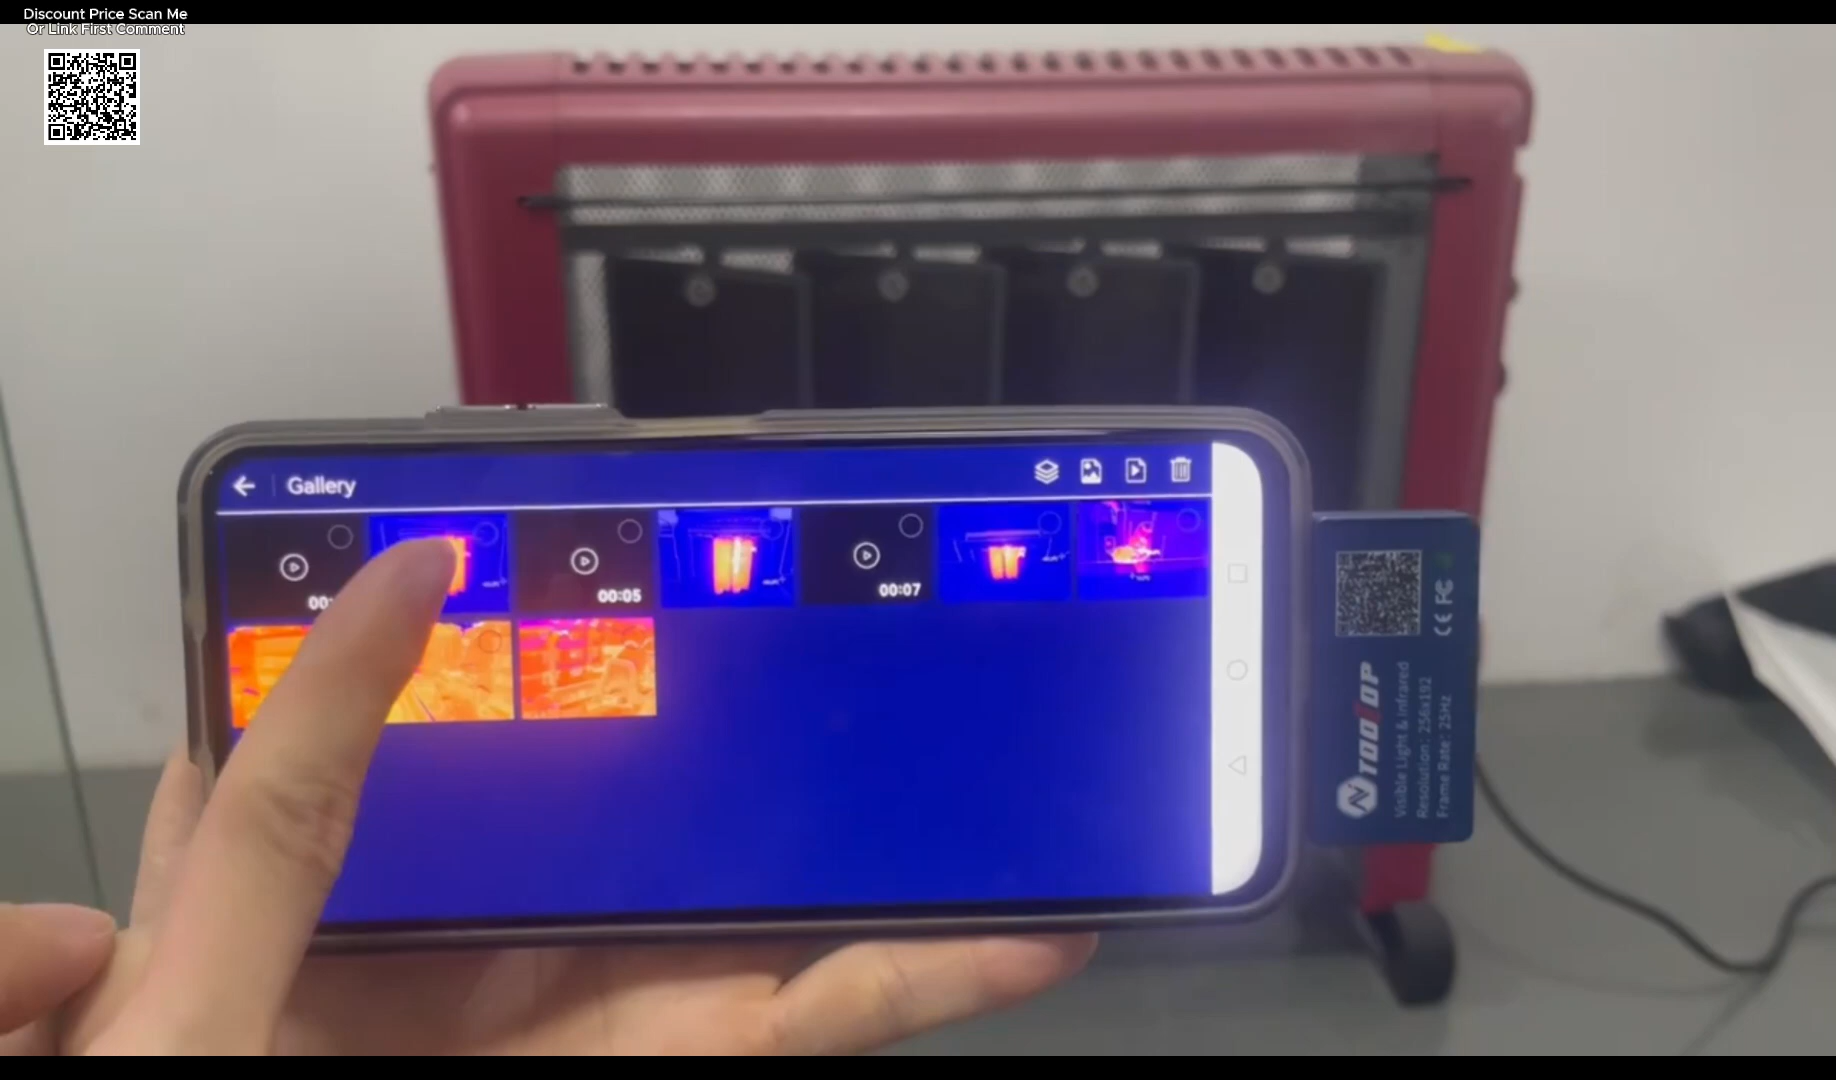 Discount Price Scan Me
Or Link First Comment
Gallery
00:05
00:07
CE FC
TOOLTOP
Visible Light & Infrared
Resolution: 256x192
Frame Rate: 25Hz